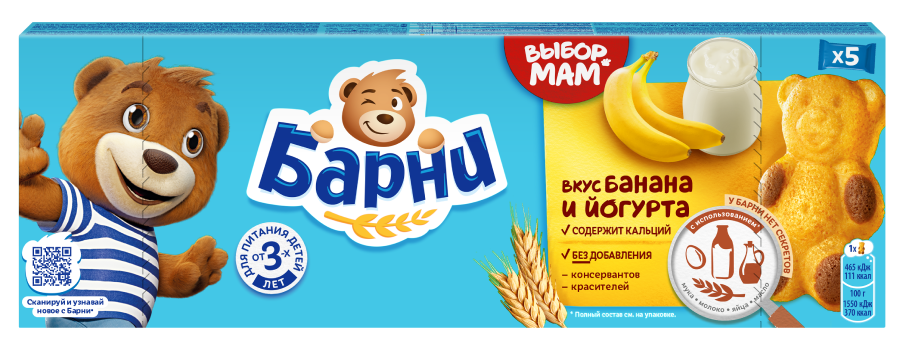 ВЫБОР
МАМ*
x5
Барни
ВКУС БАНАНА
И ЙОГУРТА
✓ СОДЕРЖИТ КАЛЬЦИЙ
✓ БЕЗ ДОБАВЛЕНИЯ
– консервантов
– красителей
У БАРНИ НЕТ СЕКРЕТОВ
с использованием*
мука • молоко • яйца • масло
ДЛЯ ПИТАНИЯ ДЕТЕЙ
ОТ 3-Х
ЛЕТ
Сканируй и узнавай
новое с Барни*
1x
465 кДж
111 ккал
100 г
1550 кДж
370 ккал
* Полный состав см. на упаковке.